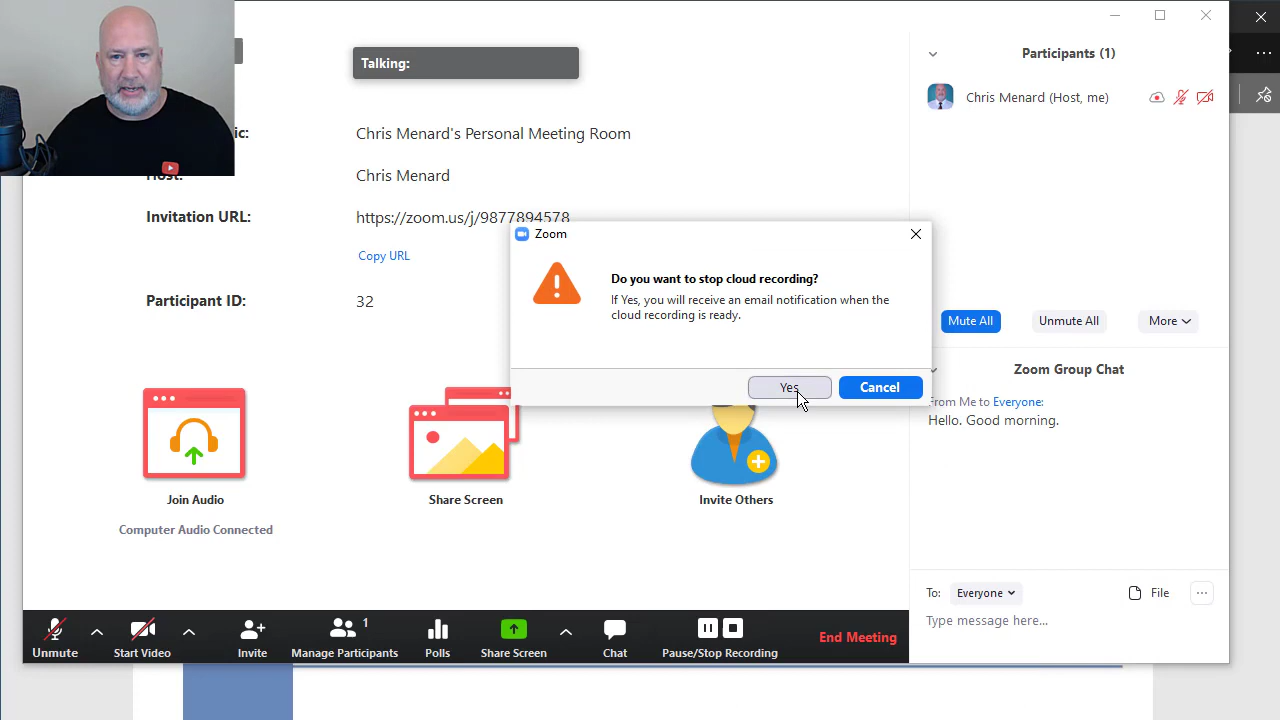 Talking:
Participants (1)
Chris Menard (Host, me)
ic:
Chris Menard's Personal Meeting Room
Host:
Chris Menard
Invitation URL:
https://zoom.us/j/9877894578
Copy URL
Participant ID:
32
Zoom
Do you want to stop cloud recording?
If Yes, you will receive an email notification when the
cloud recording is ready.
Yes
Cancel
Mute All
Unmute All
More
Zoom Group Chat
From Me to Everyone:
Hello. Good morning.
Join Audio
Computer Audio Connected
Share Screen
Invite Others
To:
Everyone
File
Type message here...
Unmute
Start Video
Invite
1
Manage Participants
Polls
Share Screen
Chat
Pause/Stop Recording
End Meeting